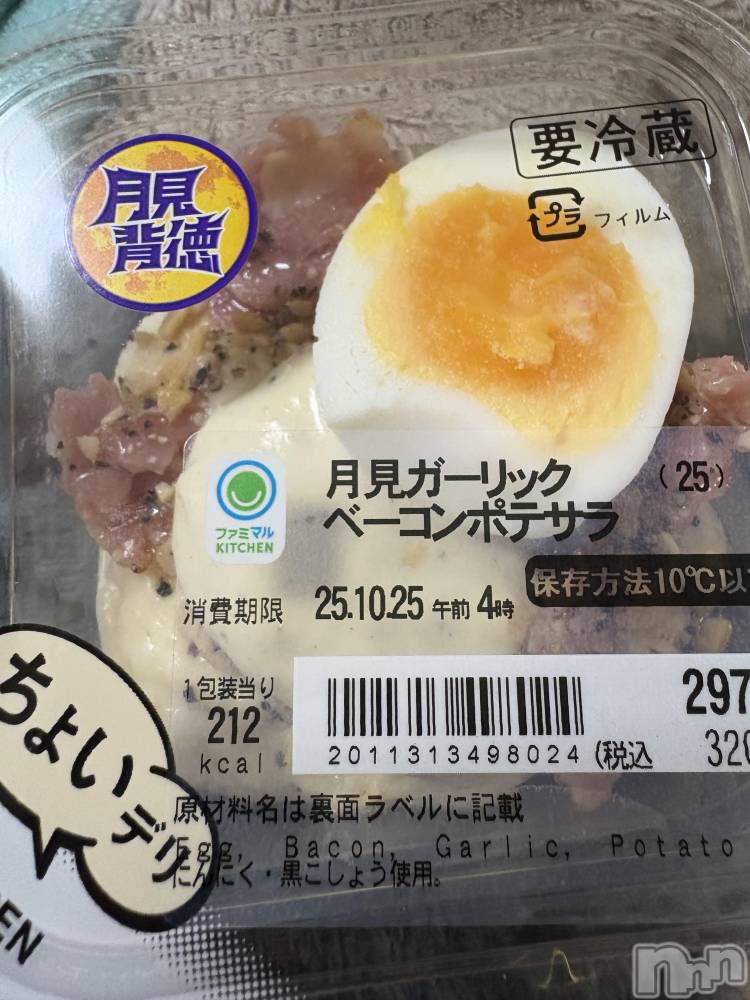 要冷蔵
プラ フィルム
月見
背徳
月見ガーリック (25)
ベーコンポテサラ
ファミマル
KITCHEN
保存方法10℃以
消費期限 25.10.25 午前 4時
1包装当り
212
kcal
297
2011313498024 (税込 320
ちょい
デリ
原材料名は裏面ラベルに記載
Egg, Bacon, Garlic, Potato
にんにく・黒こしょう使用。
EN
nnn